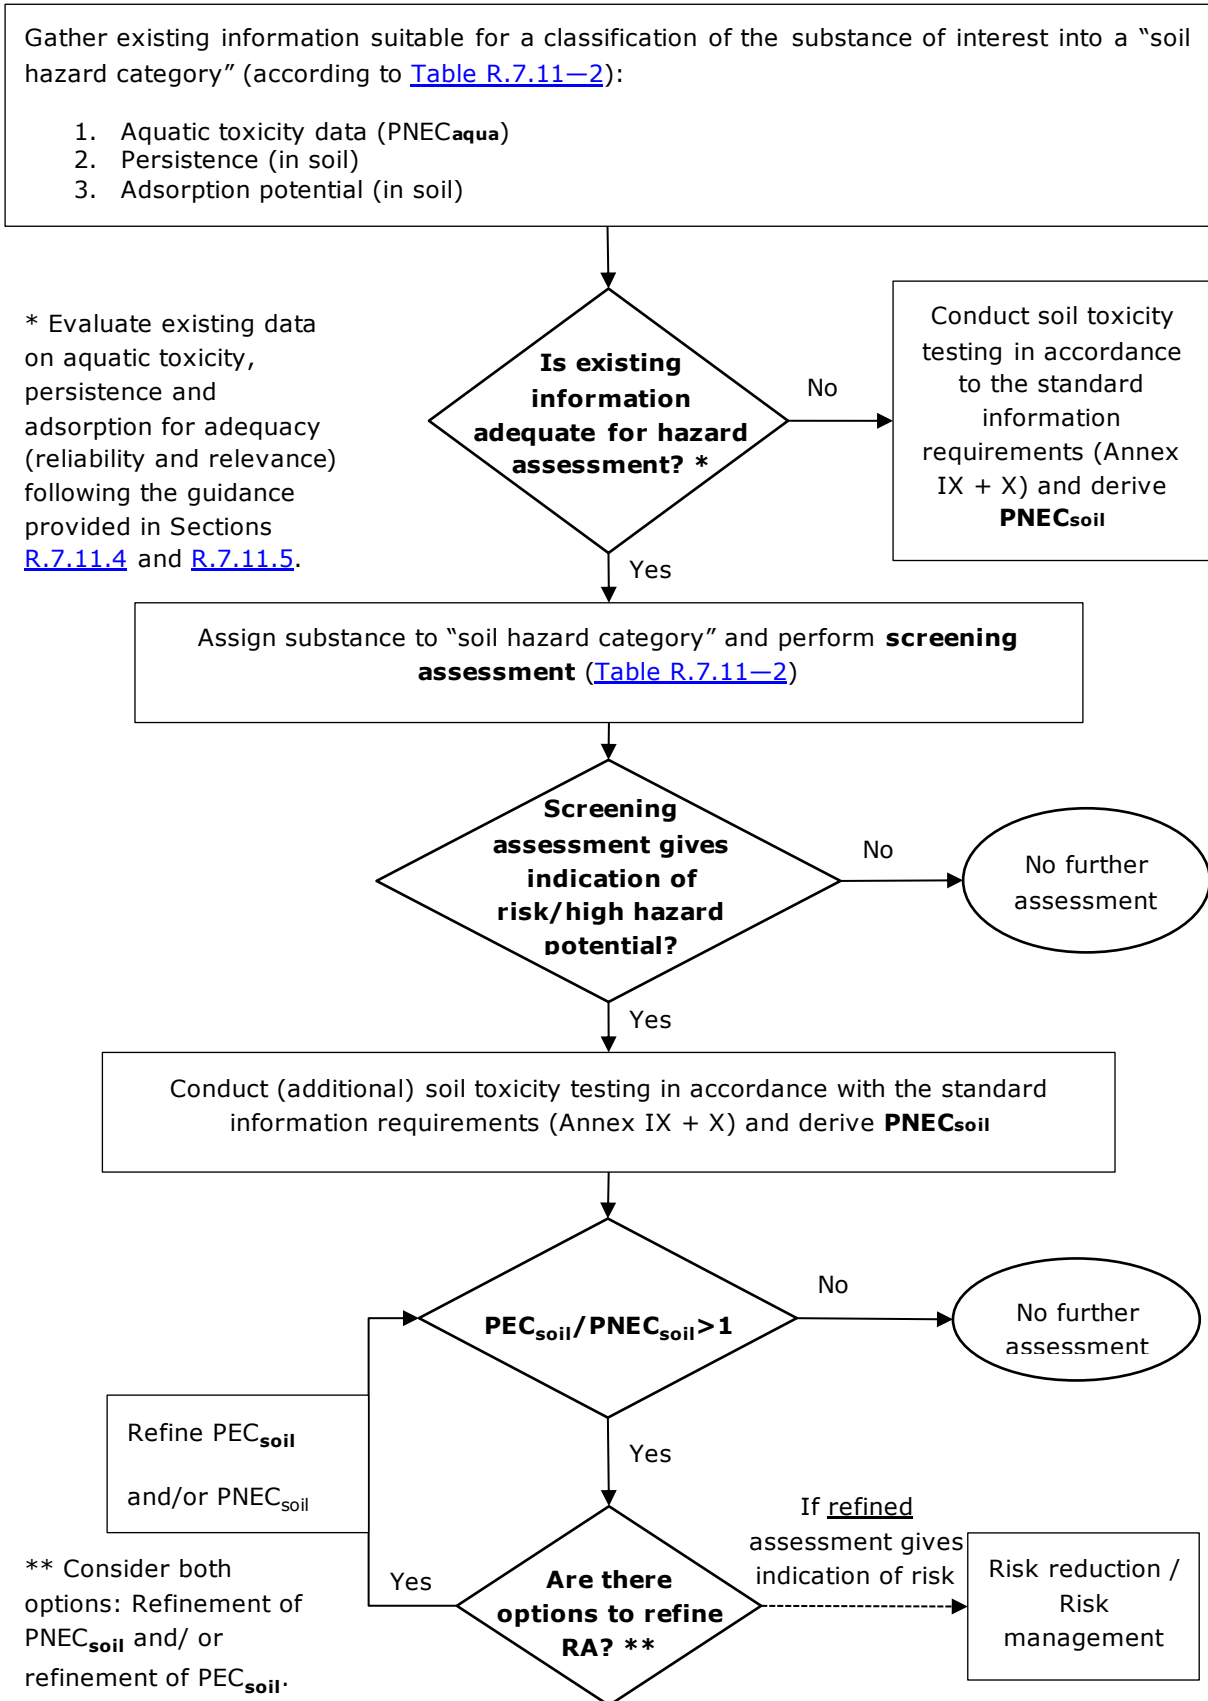 Gather existing information suitable for a classification of the substance of interest into a “soil
hazard category” (according to Table R.7.11—2):
1. Aquatic toxicity data (PNECaqua)
2. Persistence (in soil)
3. Adsorption potential (in soil)
* Evaluate existing data
on aquatic toxicity,
persistence and
adsorption for adequacy
(reliability and relevance)
following the guidance
provided in Sections
R.7.11.4 and R.7.11.5.
Is existing
information
adequate for hazard
assessment? *
No
Conduct soil toxicity
testing in accordance
to the standard
information
requirements (Annex
IX + X) and derive
PNECsoil
Yes
Assign substance to “soil hazard category” and perform screening
assessment (Table R.7.11—2)
Screening
assessment gives
indication of
risk/high hazard
potential?
No
No further
assessment
Yes
Conduct (additional) soil toxicity testing in accordance with the standard
information requirements (Annex IX + X) and derive PNECsoil
PECsoil/PNECsoil>1
No
No further
assessment
Refine PECsoil
and/or PNECsoil
Yes
If refined
assessment gives
indication of risk
** Consider both
options: Refinement of
PNECsoil and/ or
refinement of PECsoil.
Yes
Are there
options to refine
RA? **
Risk reduction /
Risk
management